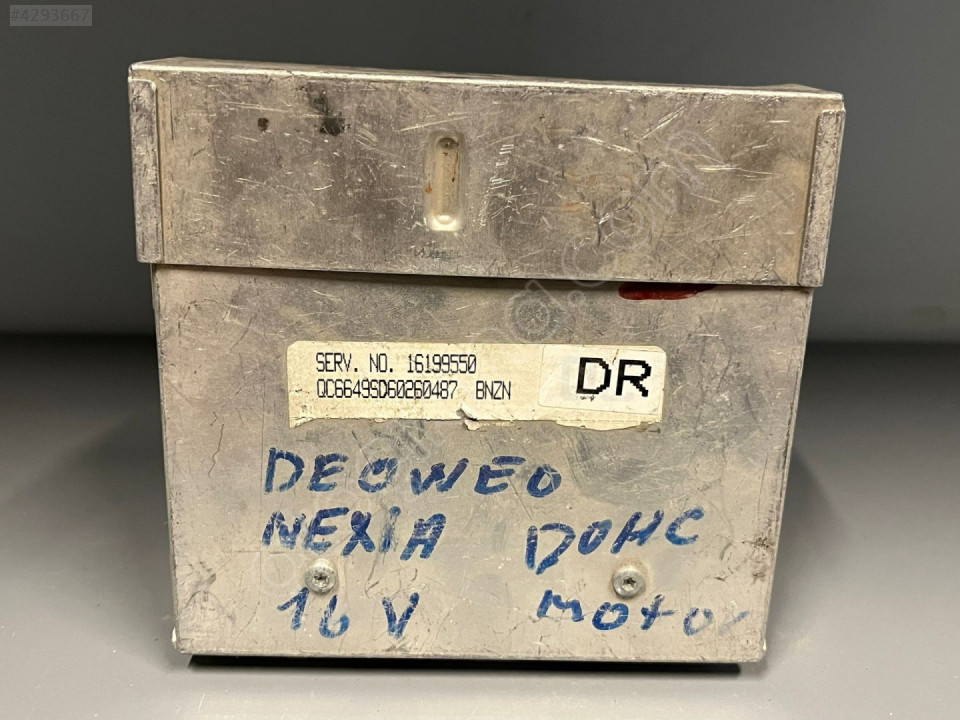 #4293667
SERV. NO. 16199550
QC6649SD60260487 BNZN
DR
DEOWEO
NEXIA DOHC
16 V motor